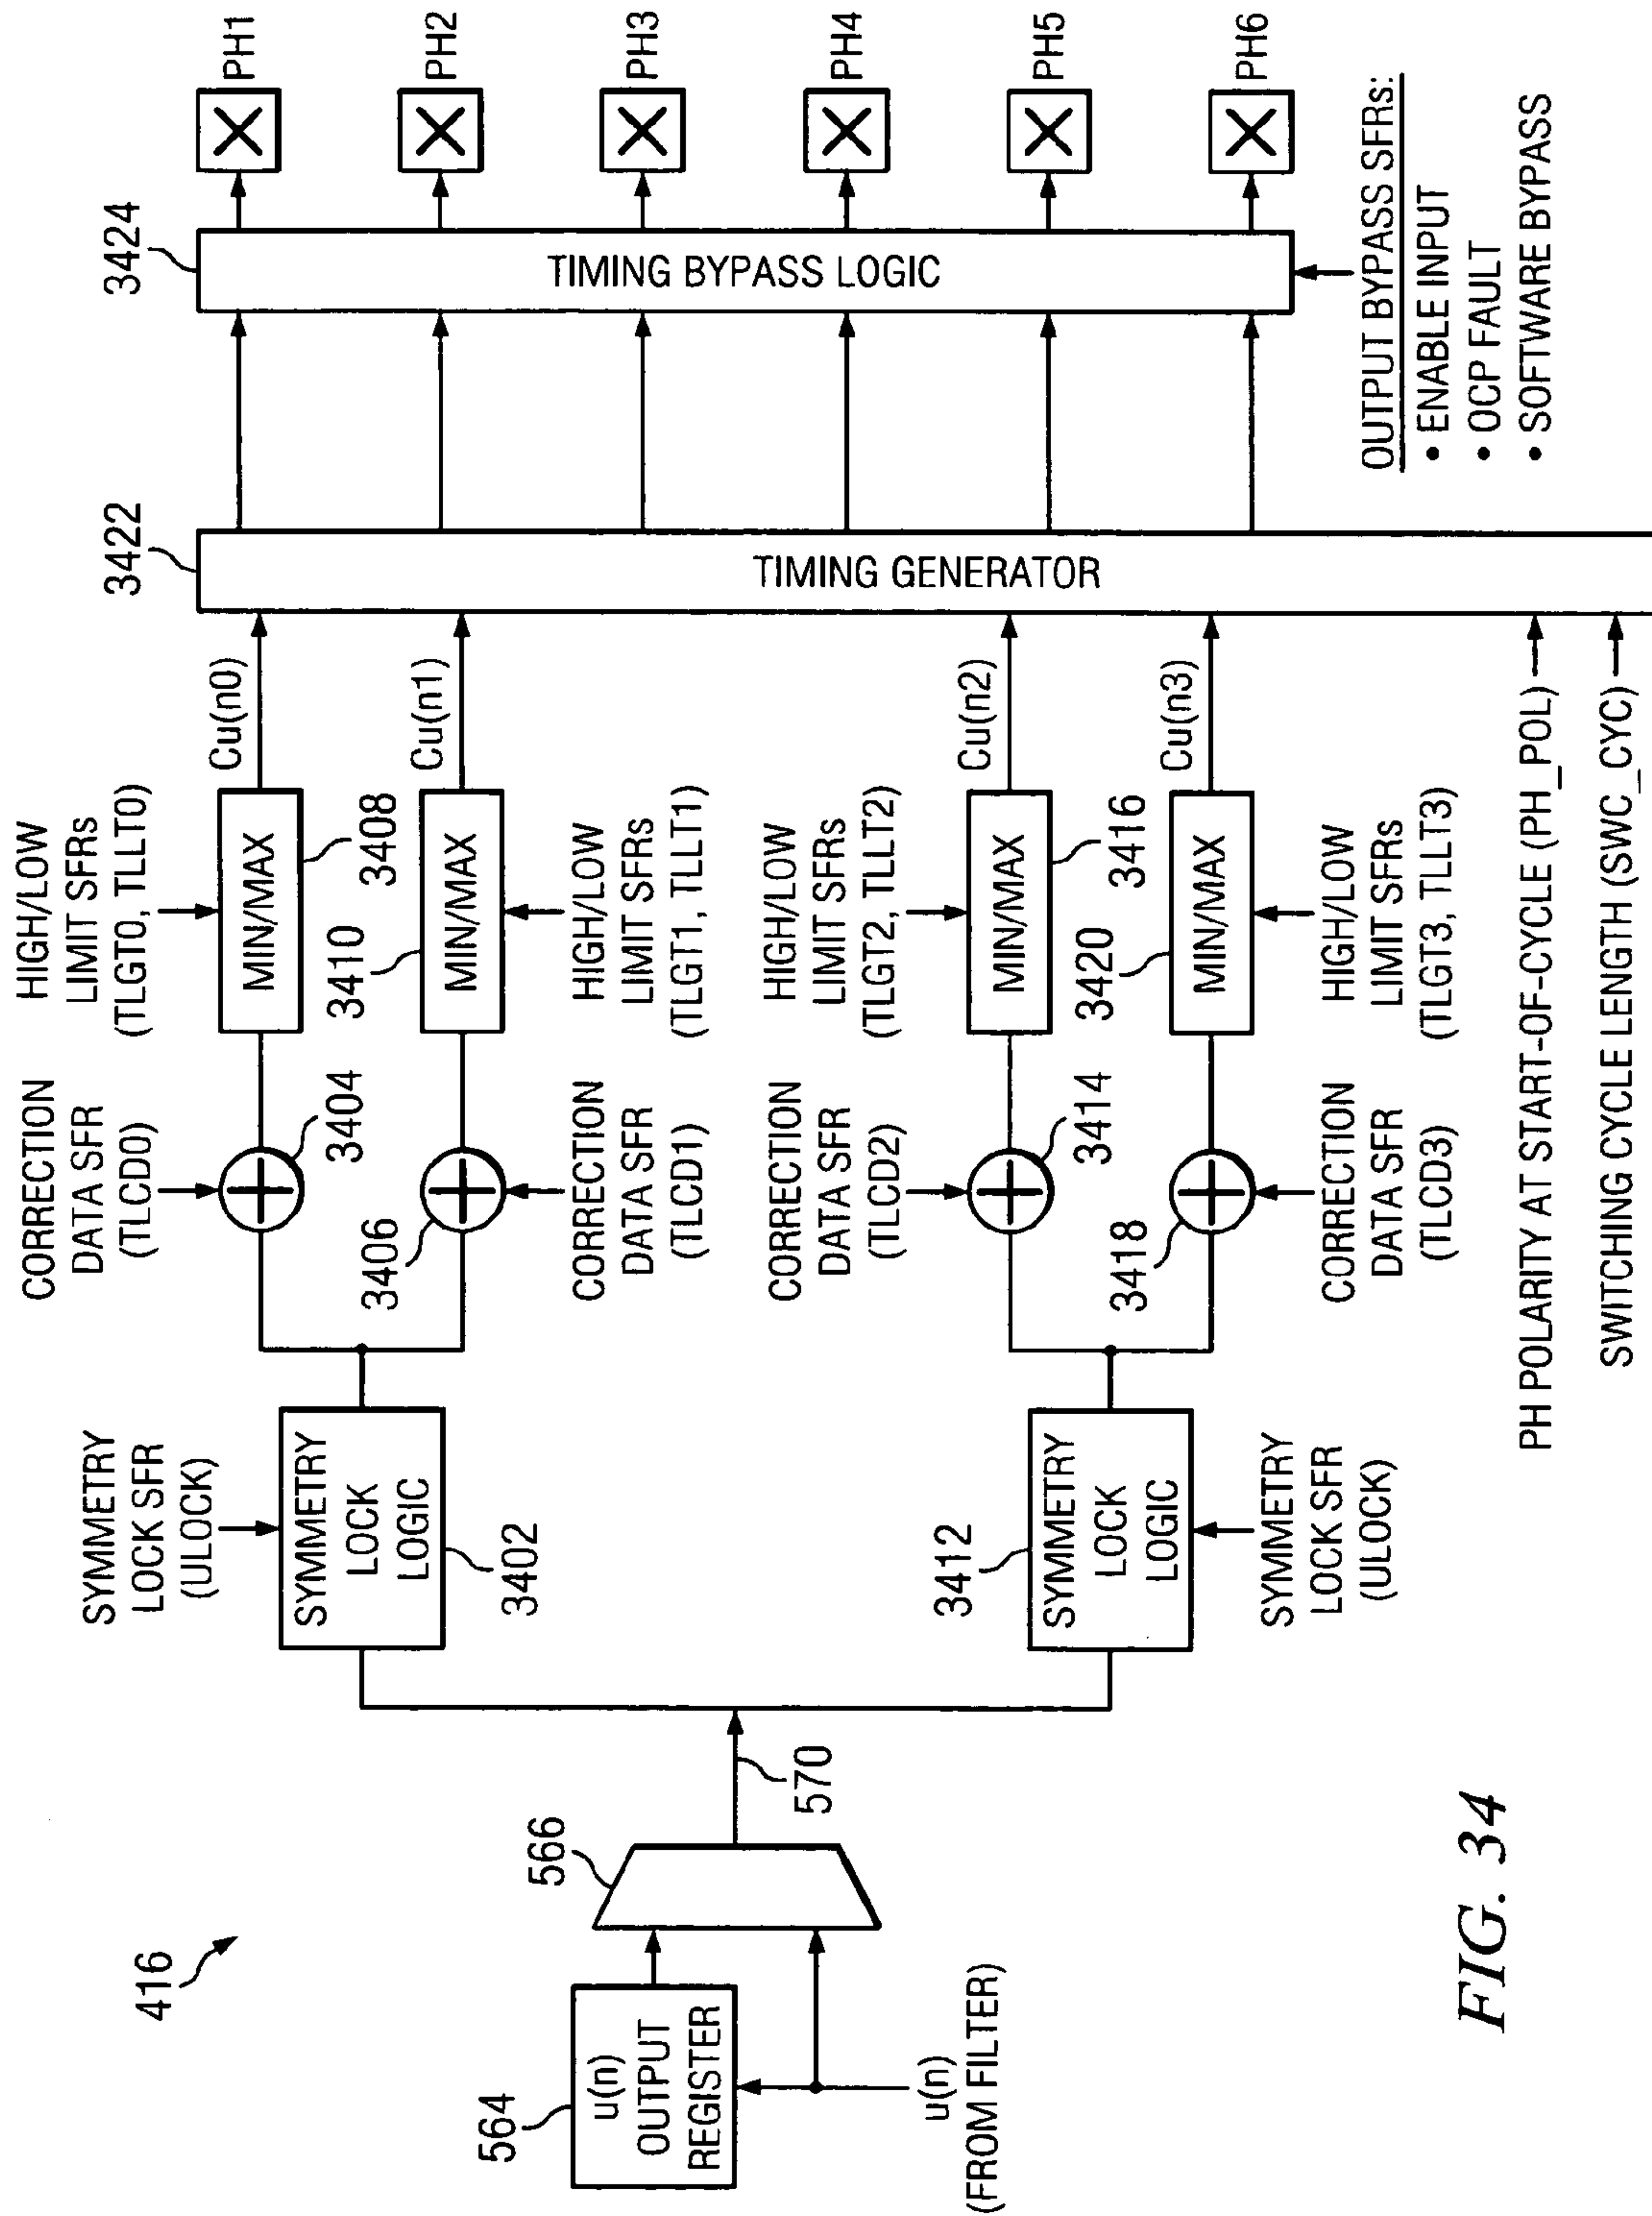 416
564
u(n)
OUTPUT
REGISTER
u(n)
(FROM FILTER)
566
570
SYMMETRY
LOCK SFR
(ULOCK)
SYMMETRY
LOCK
LOGIC
3402
3412
SYMMETRY
LOCK
LOGIC
SYMMETRY
LOCK SFR
(ULOCK)
CORRECTION
DATA SFR
(TLCD0)
3404
3406
CORRECTION
DATA SFR
(TLCD1)
CORRECTION
DATA SFR
(TLCD2)
3414
3418
CORRECTION
DATA SFR
(TLCD3)
HIGH/LOW
LIMIT SFRs
(TLGT0, TLLT0)
MIN/MAX
3408
3410
MIN/MAX
HIGH/LOW
LIMIT SFRs
(TLGT1, TLLT1)
HIGH/LOW
LIMIT SFRs
(TLGT2, TLLT2)
MIN/MAX
3416
3420
MIN/MAX
HIGH/LOW
LIMIT SFRs
(TLGT3, TLLT3)
Cu(n0)
Cu(n1)
Cu(n2)
Cu(n3)
PH POLARITY AT START-OF-CYCLE (PH_POL)
SWITCHING CYCLE LENGTH (SWC_CYC)
3422
TIMING GENERATOR
3424
TIMING BYPASS LOGIC
PH1
PH2
PH3
PH4
PH5
PH6
OUTPUT BYPASS SFRs:
• ENABLE INPUT
• OCP FAULT
• SOFTWARE BYPASS
FIG. 34